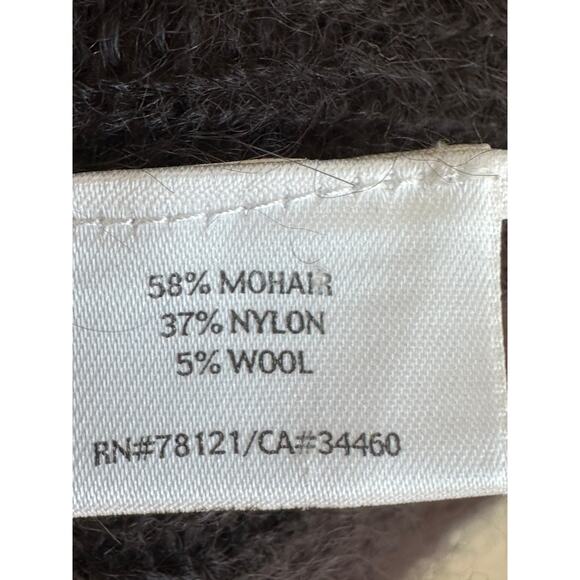 58% MOHAIR
37% NYLON
5% WOOL
RN#78121/CA#34460